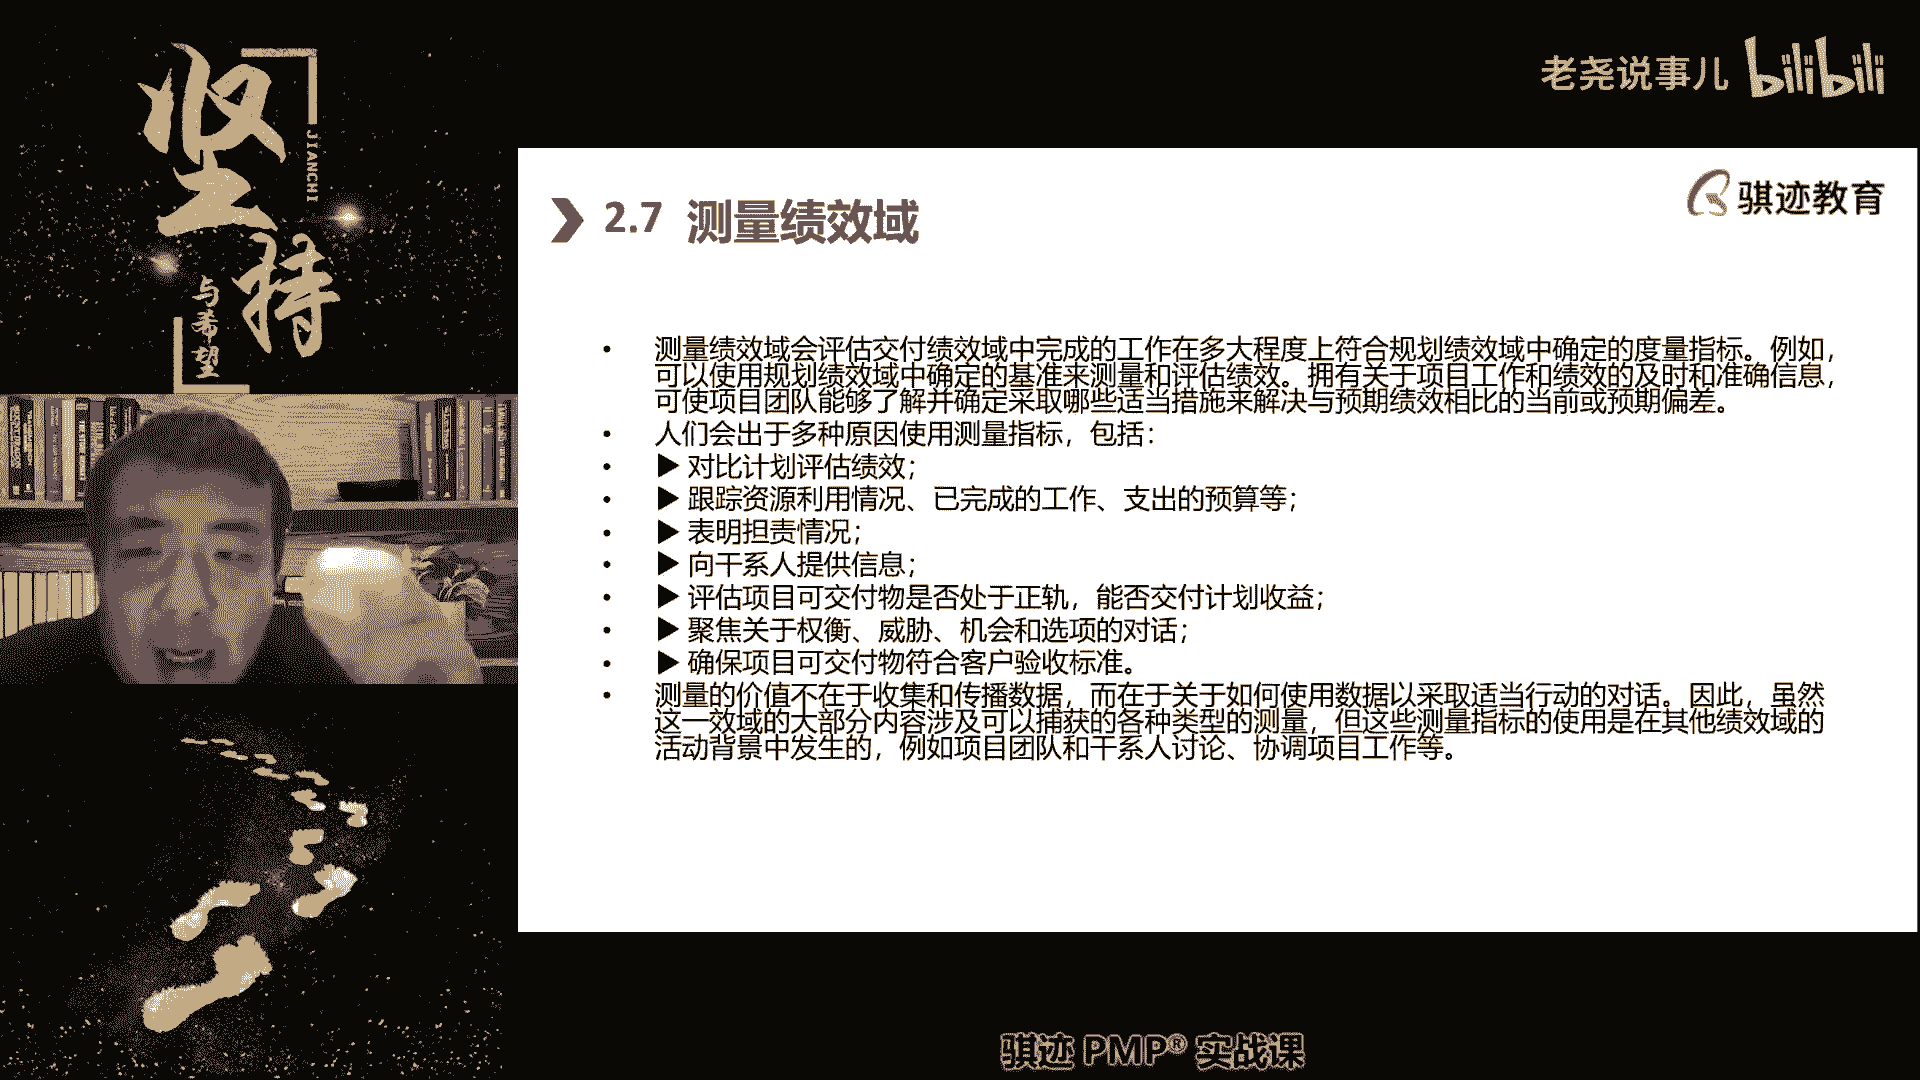 坚持
JIANCHI
与希望
老尧说事儿 bilibili
骐迹教育
2.7 测量绩效域
• 测量绩效域会评估交付绩效域中完成的工作在多大程度上符合规划绩效域中确定的度量指标。例如，
可以使用规划绩效域中确定的基准来测量和评估绩效。拥有关于项目工作和绩效的及时和准确信息，
可使项目团队能够了解并确定采取哪些适当措施来解决与预期绩效相比的当前或预期偏差。
• 人们会出于多种原因使用测量指标，包括：
• ▶ 对比计划评估绩效；
• ▶ 跟踪资源利用情况、已完成的工作、支出的预算等；
• ▶ 表明担责情况；
• ▶ 向干系人提供信息；
• ▶ 评估项目可交付物是否处于正轨，能否交付计划收益；
• ▶ 聚焦关于权衡、威胁、机会和选项的对话；
• ▶ 确保项目可交付物符合客户验收标准。
• 测量的价值不在于收集和传播数据，而在于关于如何使用数据以采取适当行动的对话。因此，虽然
这一效域的大部分内容涉及可以捕获的各种类型的测量，但这些测量指标的使用是在其他绩效域的
活动背景中发生的，例如项目团队和干系人讨论、协调项目工作等。
骐迹 PMP® 实战课